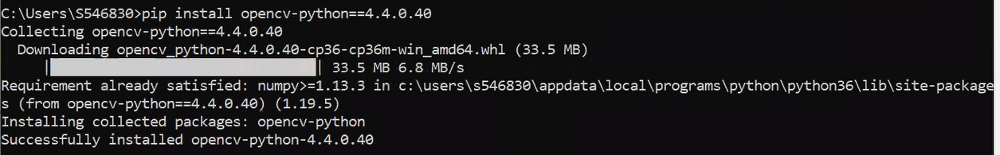 C:\Users\S546830>pip install opencv-python==4.4.0.40
Collecting opencv-python==4.4.0.40
  Downloading opencv_python-4.4.0.40-cp36-cp36m-win_amd64.whl (33.5 MB)
     |████████████████████████████████| 33.5 MB 6.8 MB/s
Requirement already satisfied: numpy>=1.13.3 in c:\users\s546830\appdata\local\programs\python\python36\lib\site-package
s (from opencv-python==4.4.0.40) (1.19.5)
Installing collected packages: opencv-python
Successfully installed opencv-python-4.4.0.40